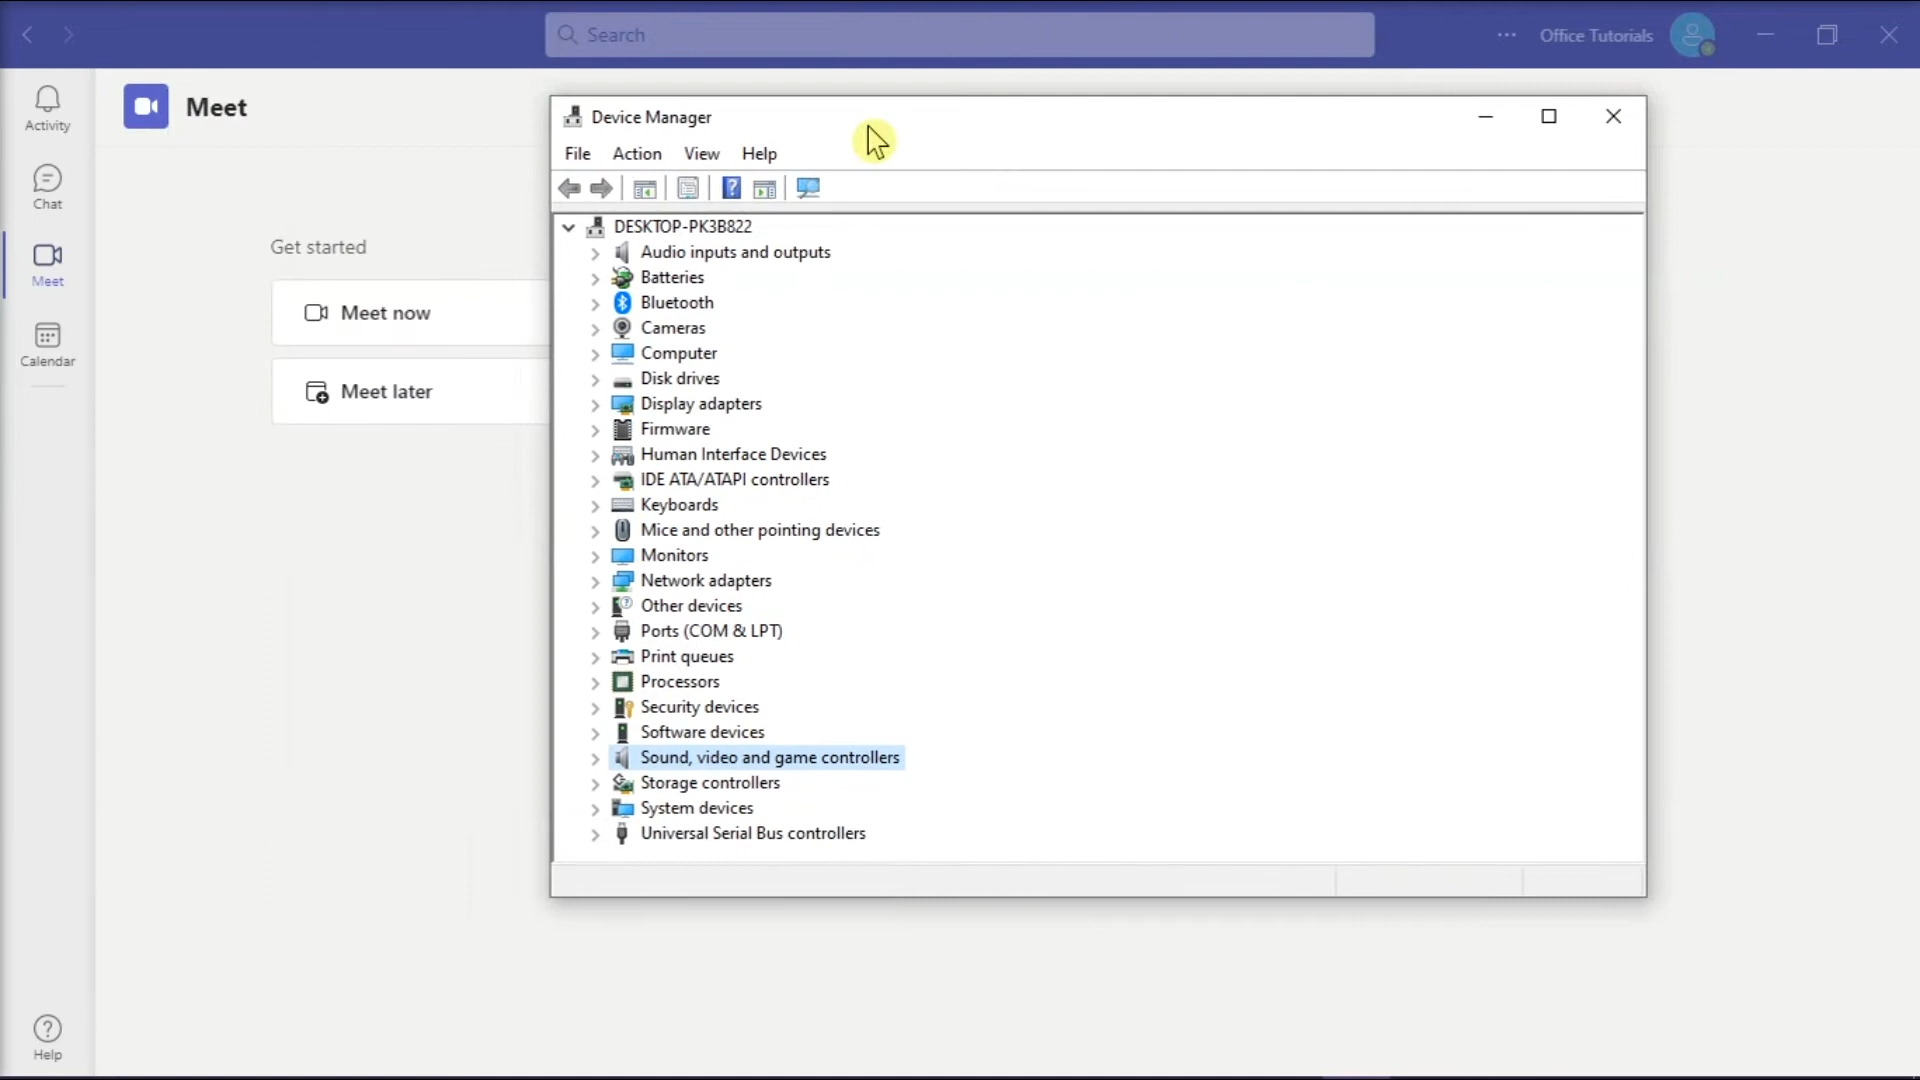 Search
Office Tutorials
Activity
Chat
Meet
Calendar
Help
Meet
Get started
Meet now
Meet later
Device Manager
File Action View Help
DESKTOP-PK3B822
Audio inputs and outputs
Batteries
Bluetooth
Cameras
Computer
Disk drives
Display adapters
Firmware
Human Interface Devices
IDE ATA/ATAPI controllers
Keyboards
Mice and other pointing devices
Monitors
Network adapters
Other devices
Ports (COM & LPT)
Print queues
Processors
Security devices
Software devices
Sound, video and game controllers
Storage controllers
System devices
Universal Serial Bus controllers